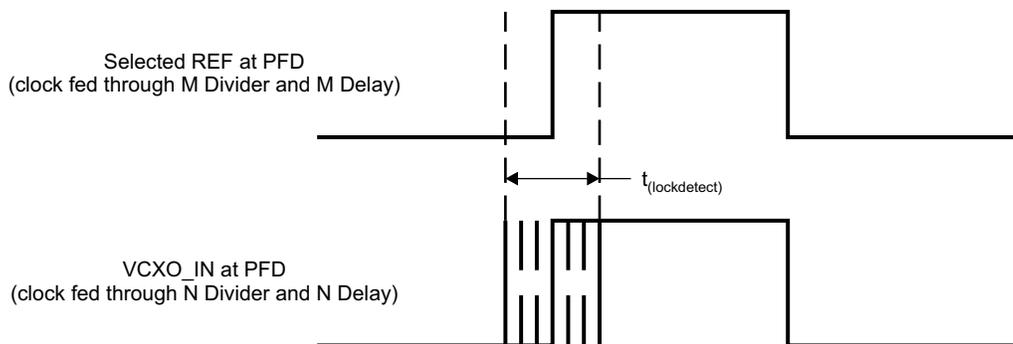 Selected REF at PFD
(clock fed through M Divider and M Delay)
t(lockdetect)
VCXO_IN at PFD
(clock fed through N Divider and N Delay)